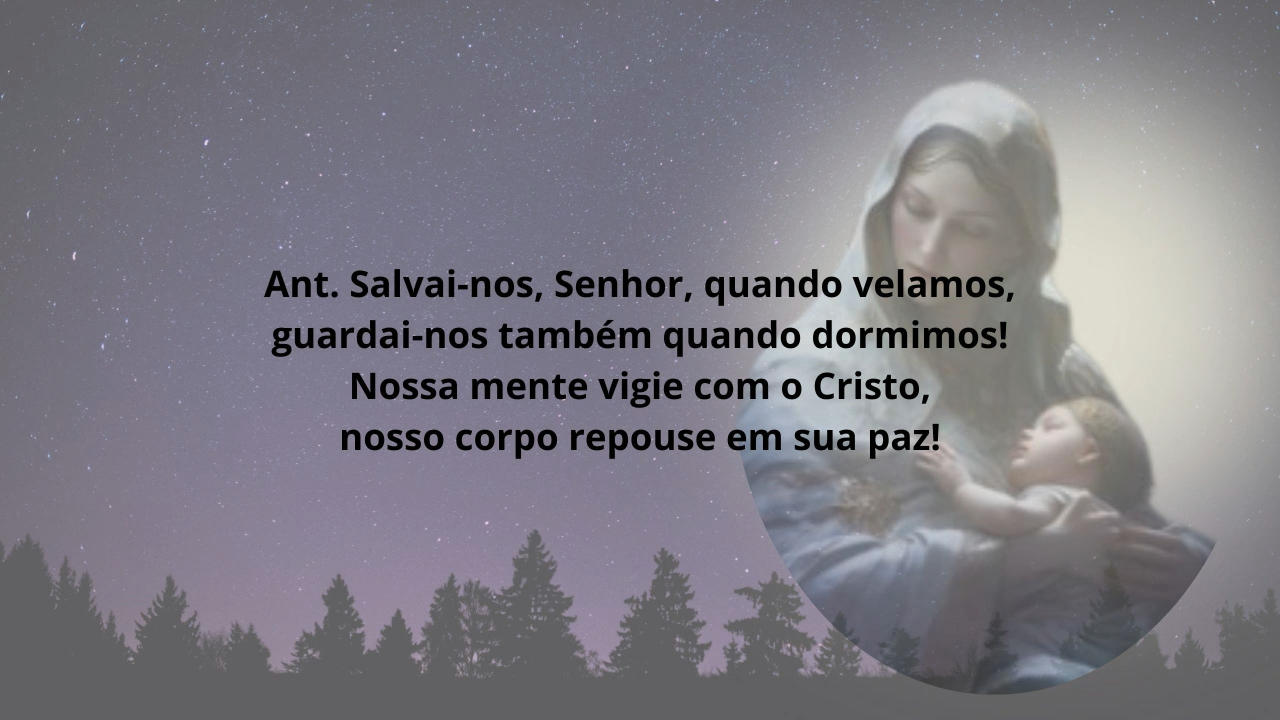 Ant. Salvai-nos, Senhor, quando velamos,
guardai-nos também quando dormimos!
Nossa mente vigie com o Cristo,
nosso corpo repouse em sua paz!